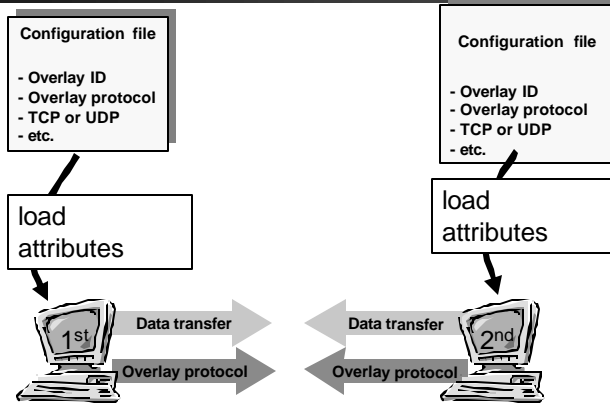 Configuration file
- Overlay ID
- Overlay protocol
- TCP or UDP
- etc.
load
attributes
1st
Data transfer
Overlay protocol
Configuration file
- Overlay ID
- Overlay protocol
- TCP or UDP
- etc.
load
attributes
Data transfer
Overlay protocol
2nd